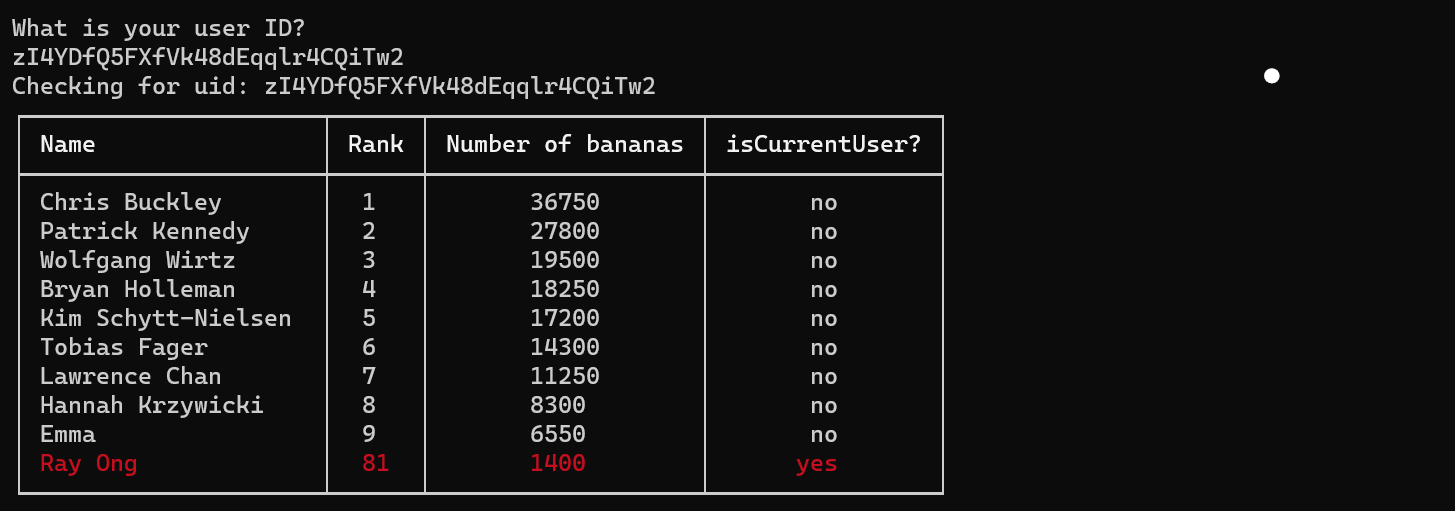 What is your user ID?
zI4YDfQ5FXfVk48dEqqlr4CQiTw2
Checking for uid: zI4YDfQ5FXfVk48dEqqlr4CQiTw2
Name Rank Number of bananas isCurrentUser?
Chris Buckley 1 36750 no
Patrick Kennedy 2 27800 no
Wolfgang Wirtz 3 19500 no
Bryan Holleman 4 18250 no
Kim Schytt-Nielsen 5 17200 no
Tobias Fager 6 14300 no
Lawrence Chan 7 11250 no
Hannah Krzywicki 8 8300 no
Emma 9 6550 no
Ray Ong 81 1400 yes